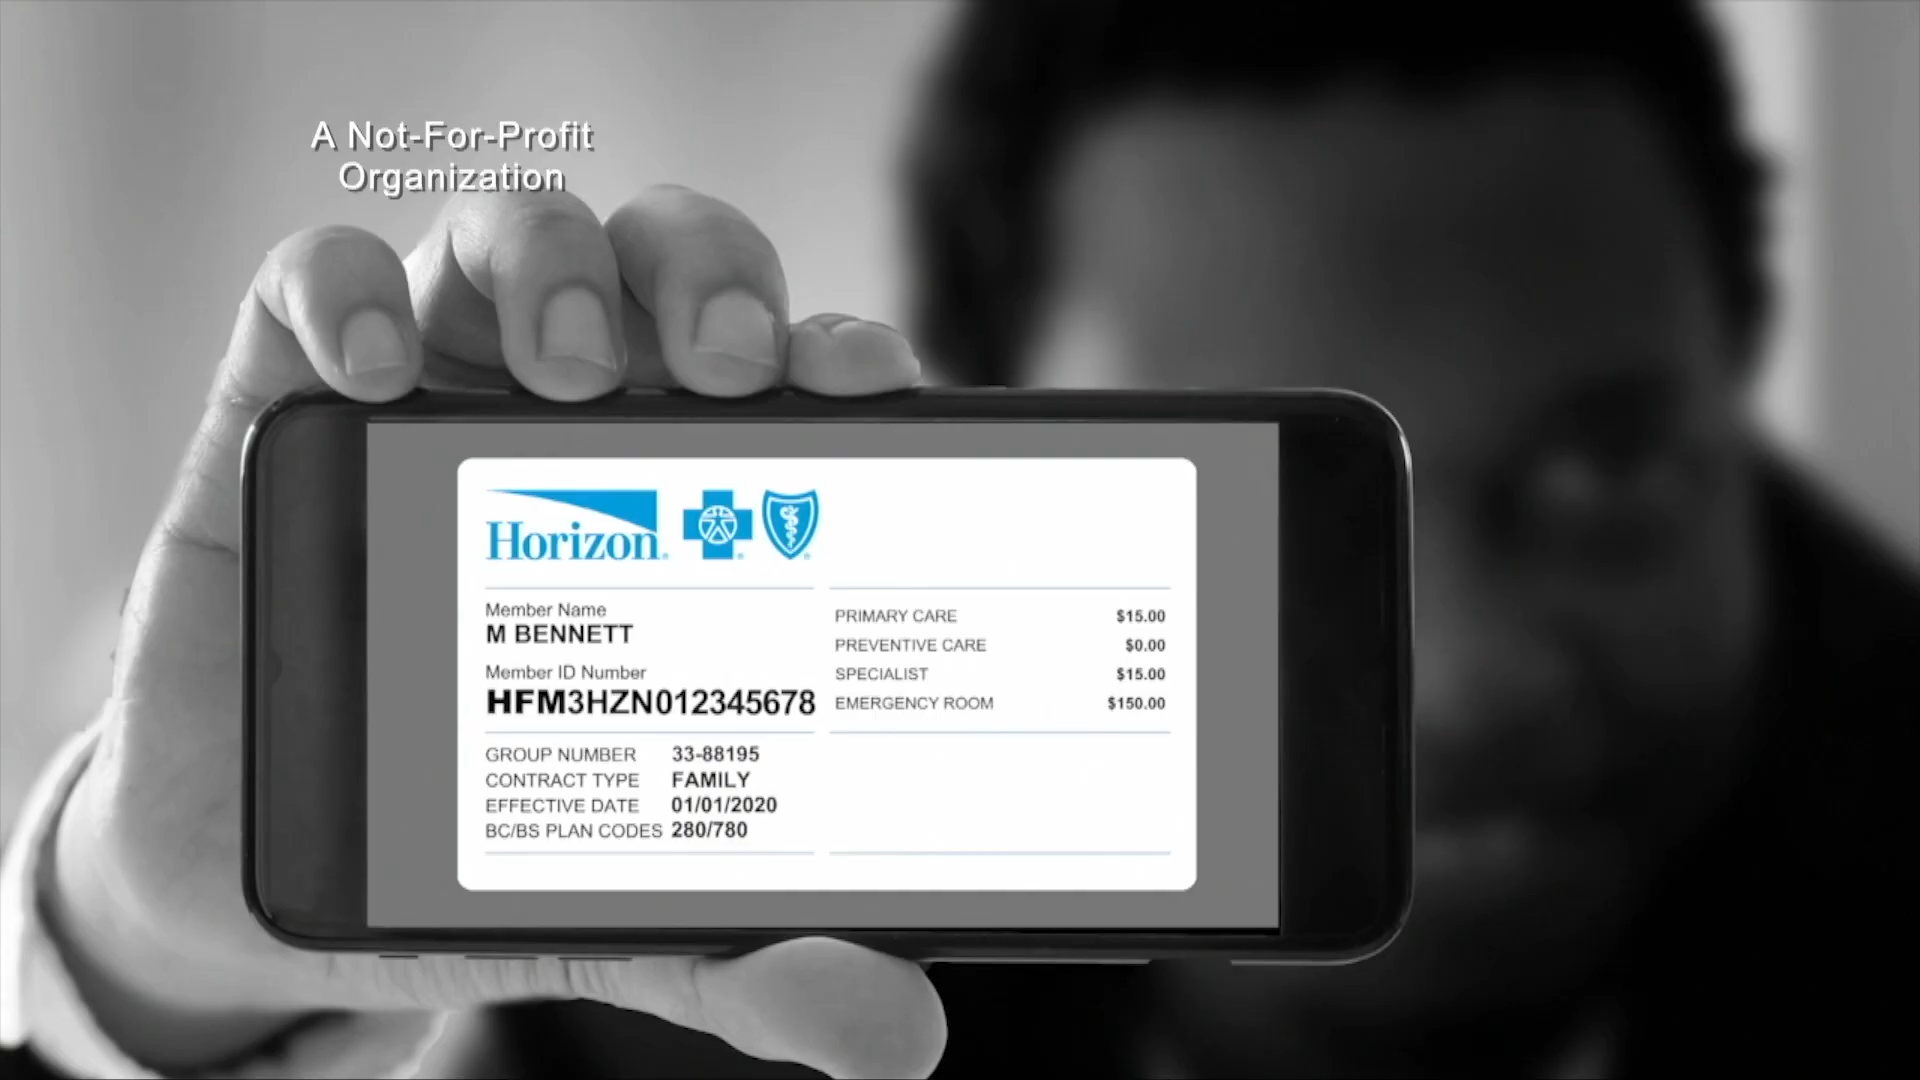 A Not-For-Profit
Organization
Horizon
Member Name
M BENNETT
Member ID Number
HFM3HZN012345678
GROUP NUMBER 33-88195
CONTRACT TYPE FAMILY
EFFECTIVE DATE 01/01/2020
BC/BS PLAN CODES 280/780
PRIMARY CARE $15.00
PREVENTIVE CARE $0.00
SPECIALIST $15.00
EMERGENCY ROOM $150.00